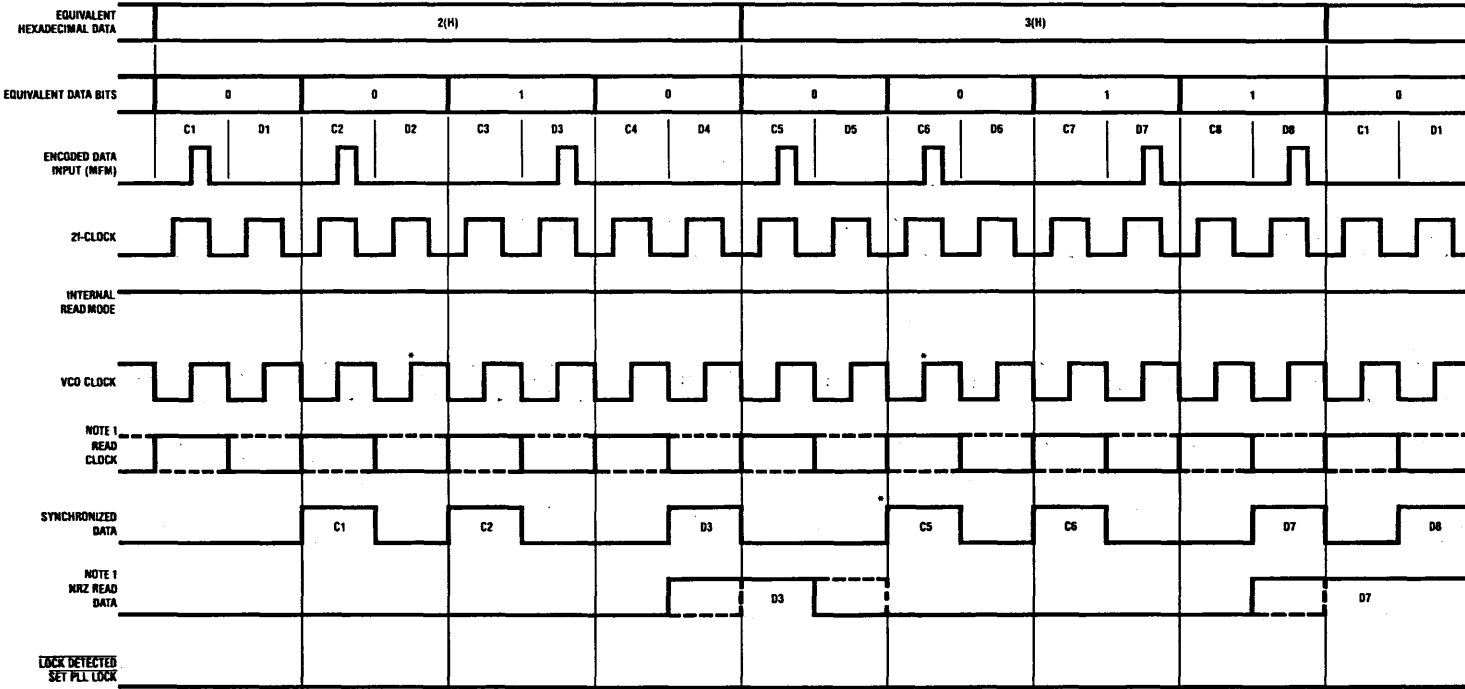 EQUIVALENT
HEXADECIMAL DATA
2(H) 3(H)
EQUIVALENT DATA BITS 0 0 1 0 0 0 1 1 0
C1 D1 C2 D2 C3 D3 C4 D4 C5 D5 C6 D6 C7 D7 C8 D8 C1 D1
ENCODED DATA
INPUT (MFM)
2f-CLOCK
INTERNAL
READ MODE
* *
VCO CLOCK
NOTE 1
READ
CLOCK
*
SYNCHRONIZED
DATA
C1 C2 D3 C5 C6 D7 D8
NOTE 1
NRZ READ
DATA
D3 D7
LOCK DETECTED
SET PLL LOCK